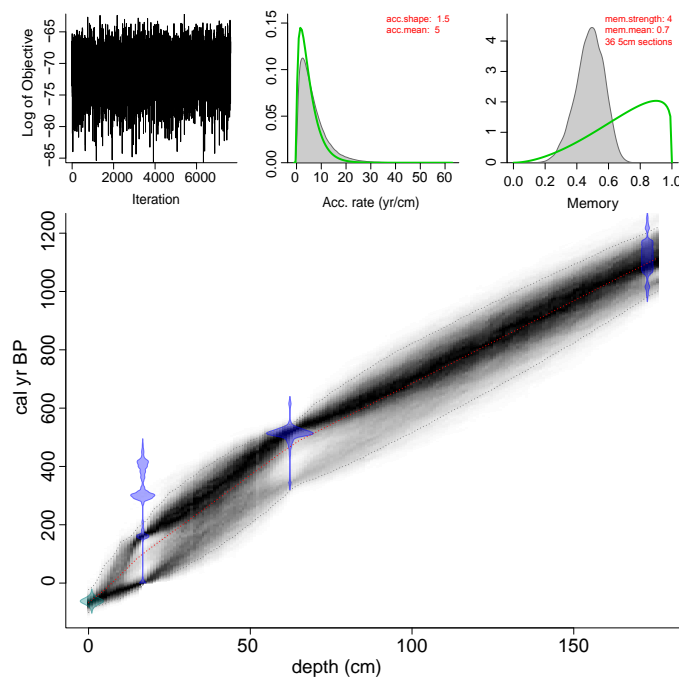 Log of Objective
−65
−70
−75
−80
−85
0 2000 4000 6000
Iteration
acc.shape: 1.5
acc.mean: 5
0.15
0.10
0.05
0.00
0 10 20 30 40 50 60
Acc. rate (yr/cm)
mem.strength: 4
mem.mean: 0.7
36 5cm sections
4
3
2
1
0
0.0 0.2 0.4 0.6 0.8 1.0
Memory
cal yr BP
1200
1000
800
600
400
200
0
0 50 100 150
depth (cm)